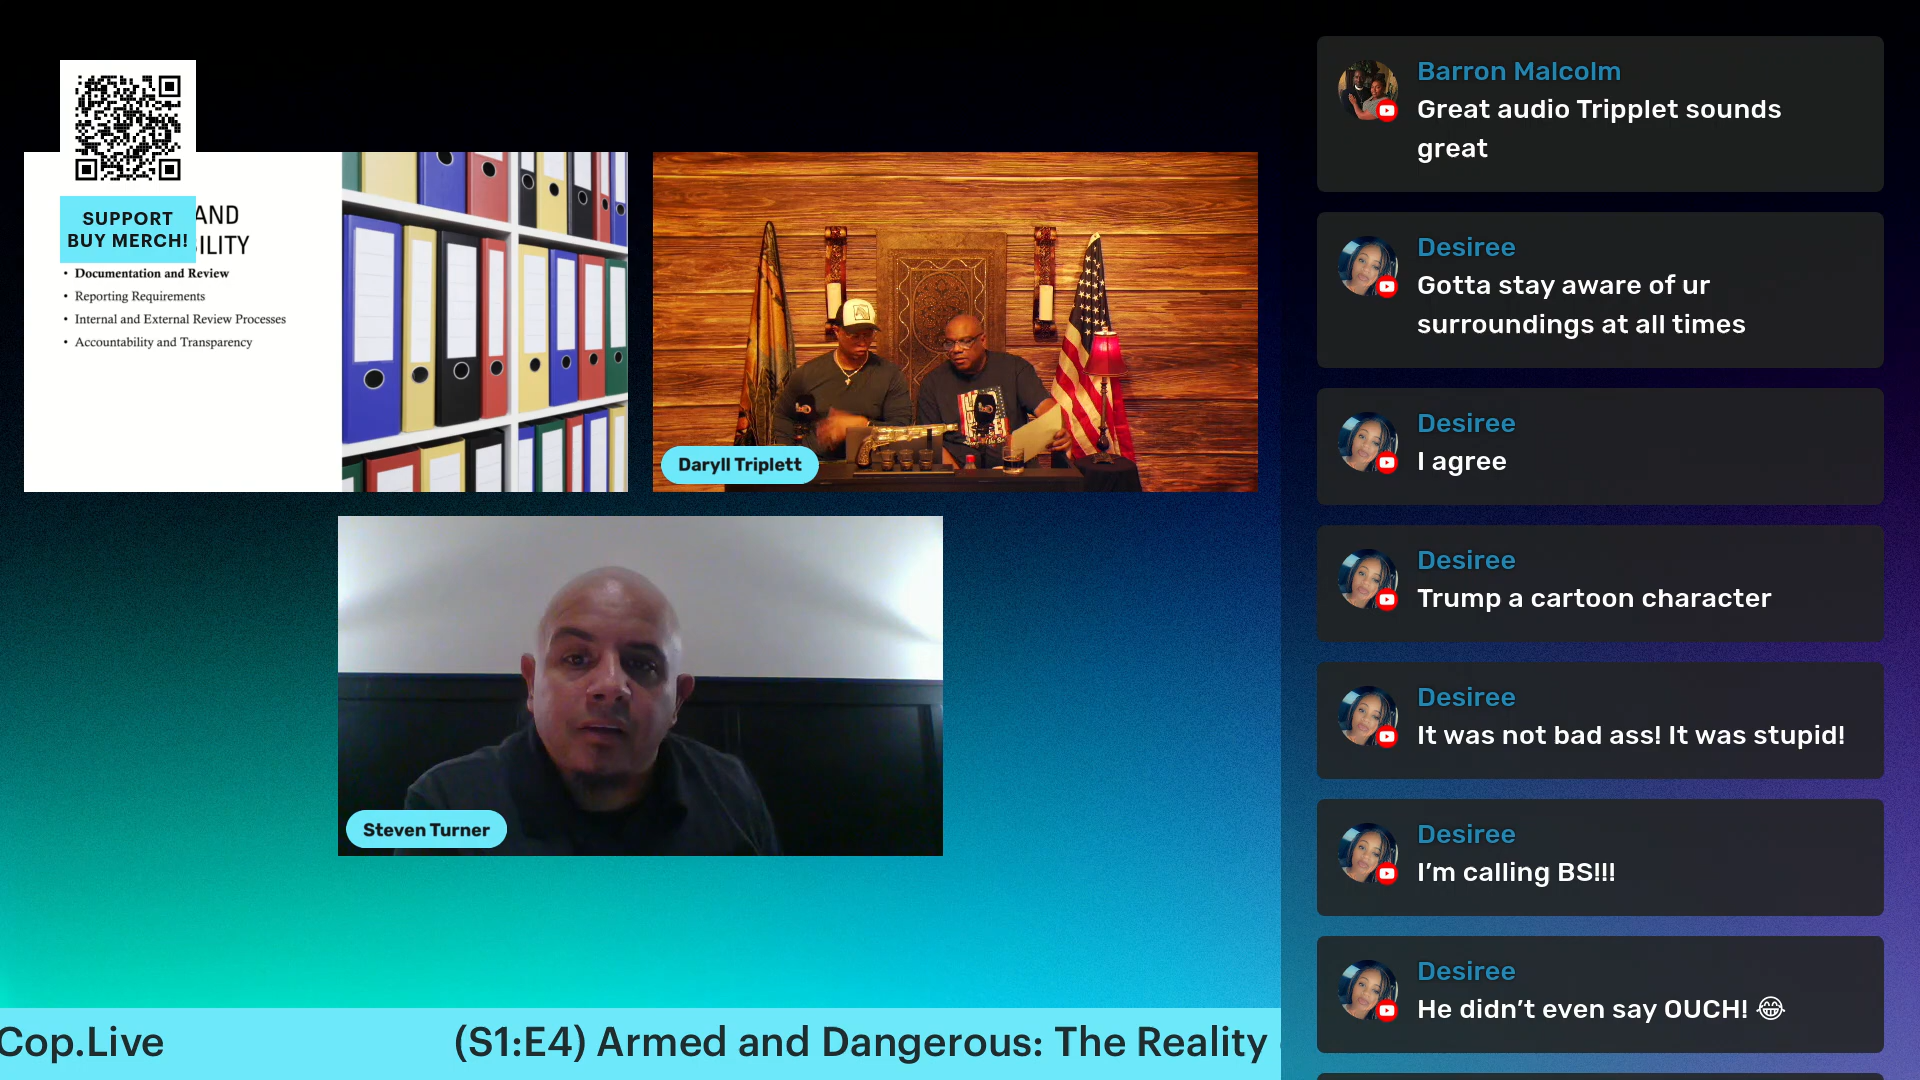 SUPPORT
BUY MERCH!
AND
ILITY
• Documentation and Review
• Reporting Requirements
• Internal and External Review Processes
• Accountability and Transparency
Daryll Triplett
Steven Turner
Cop.Live
(S1:E4) Armed and Dangerous: The Reality
Barron Malcolm
Great audio Tripplet sounds
great
Desiree
Gotta stay aware of ur
surroundings at all times
Desiree
I agree
Desiree
Trump a cartoon character
Desiree
It was not bad ass! It was stupid!
Desiree
I’m calling BS!!!
Desiree
He didn’t even say OUCH! 😂